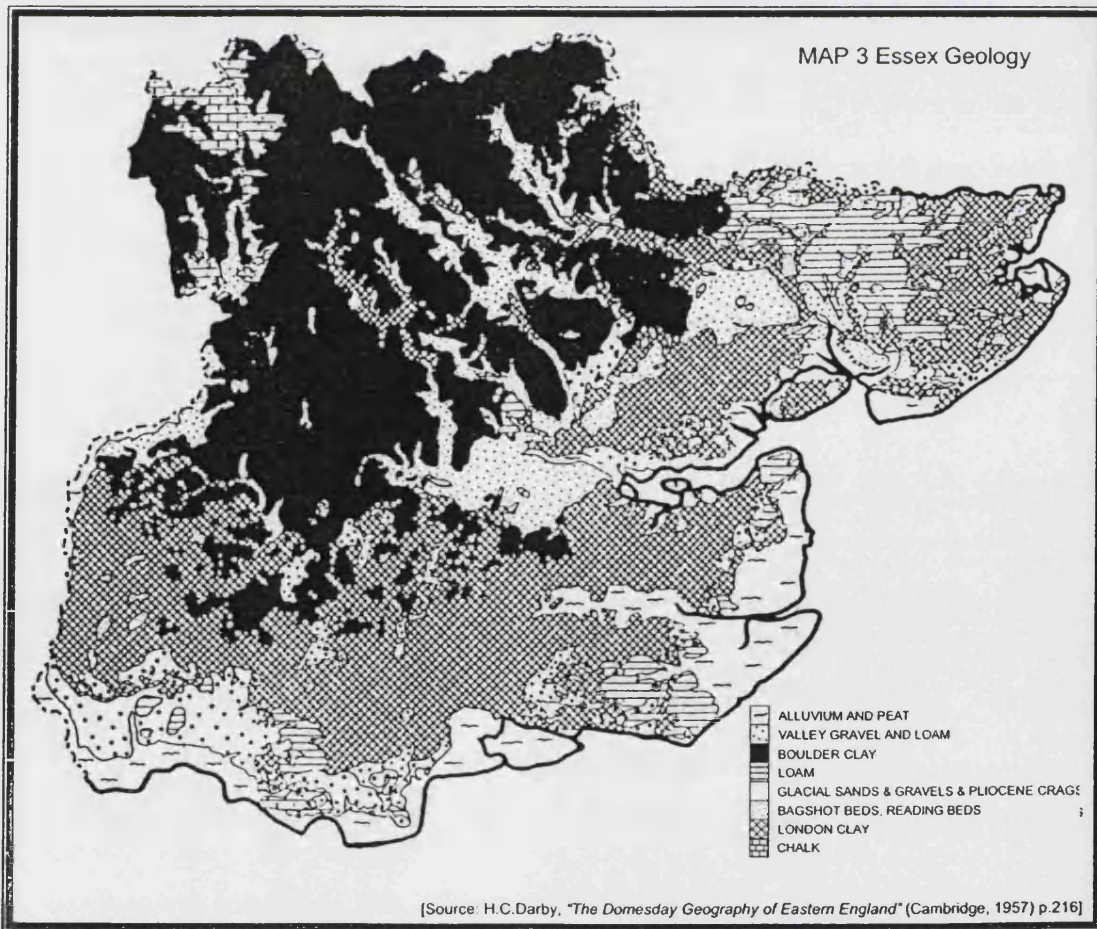 MAP 3 Essex Geology
ALLUVIUM AND PEAT
VALLEY GRAVEL AND LOAM
BOULDER CLAY
LOAM
GLACIAL SANDS & GRAVELS & PLIOCENE CRAGS
BAGSHOT BEDS, READING BEDS
LONDON CLAY
CHALK
[Source: H.C.Darby, "The Domesday Geography of Eastern England" (Cambridge, 1957) p.216]